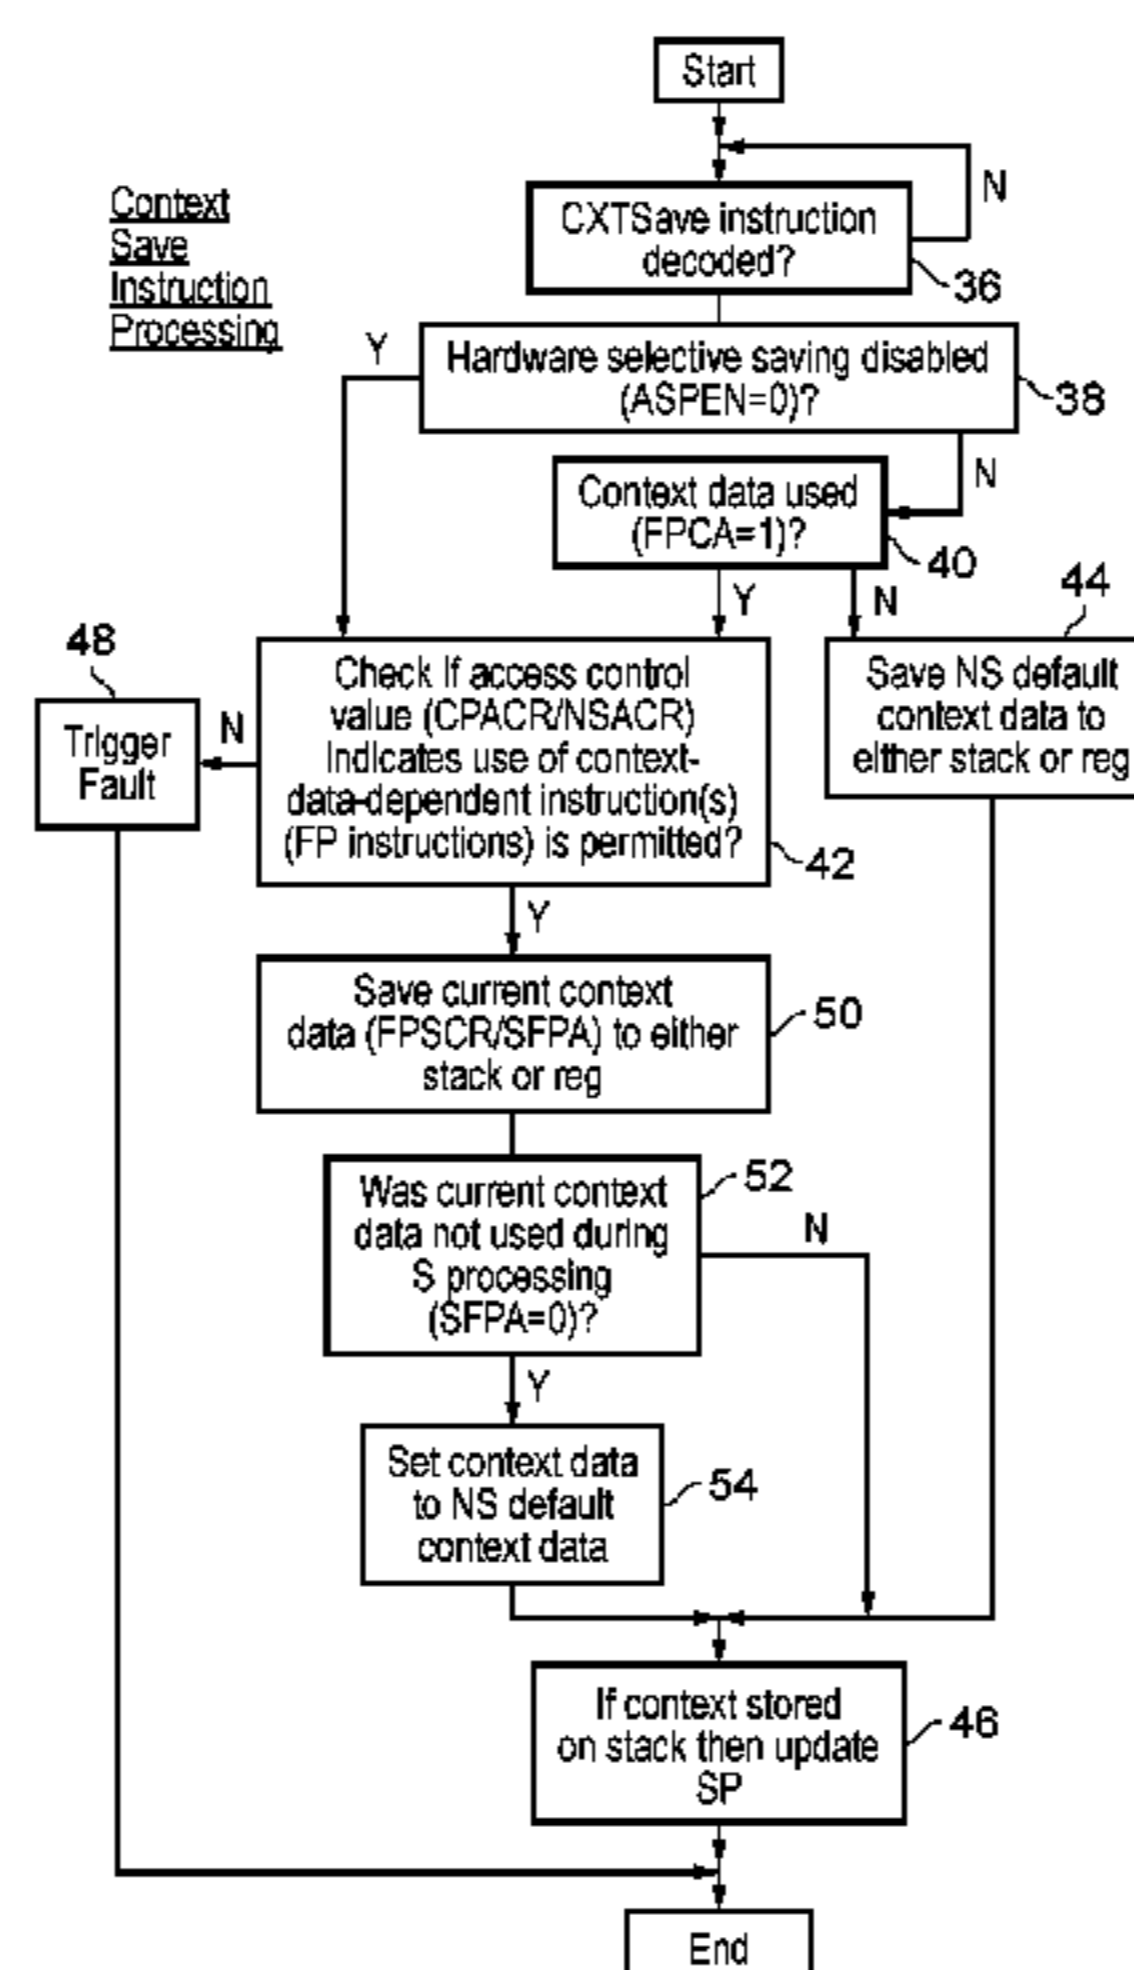 Start
Context
Save
Instruction
Processing
N
CXTSave instruction
decoded?
36
Y
Hardware selective saving disabled
(ASPEN=0)?
38
N
Context data used
(FPCA=1)?
40
Y
N
44
48
Trigger
Fault
N
Check if access control
value (CPACR/NSACR)
indicates use of context-
data-dependent instruction(s)
(FP instructions) is permitted?
42
Save NS default
context data to
either stack or reg
Y
Save current context
data (FPSCR/SFPA) to either
stack or reg
50
Was current context
data not used during
S processing
(SFPA=0)?
52
N
Y
Set context data
to NS default
context data
54
If context stored
on stack then update
SP
46
End